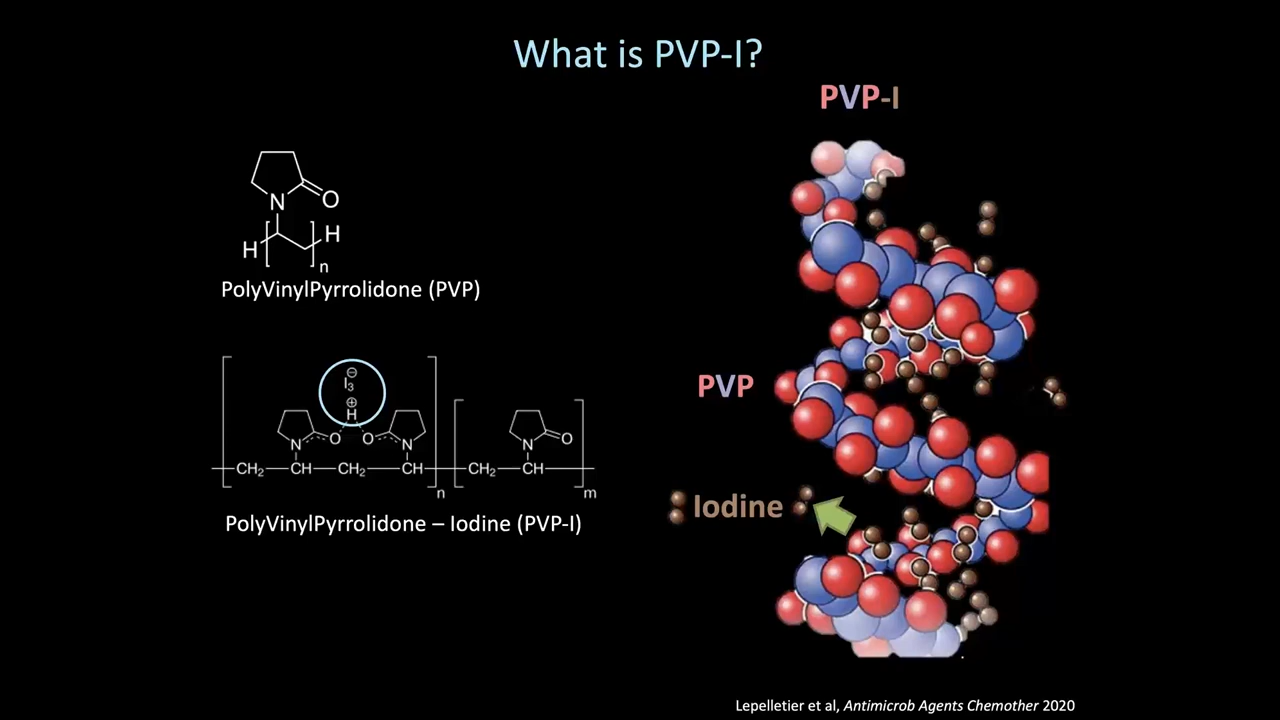 What is PVP-I?
PVP-I
N
O
H
H
n
PolyVinylPyrrolidone (PVP)
I3 ⊖
⊕
H
N
O
O
N
N
O
CH2
CH
CH2
CH
CH2
CH
n
m
PolyVinylPyrrolidone – Iodine (PVP-I)
PVP
Iodine
Lepelletier et al, Antimicrob Agents Chemother 2020